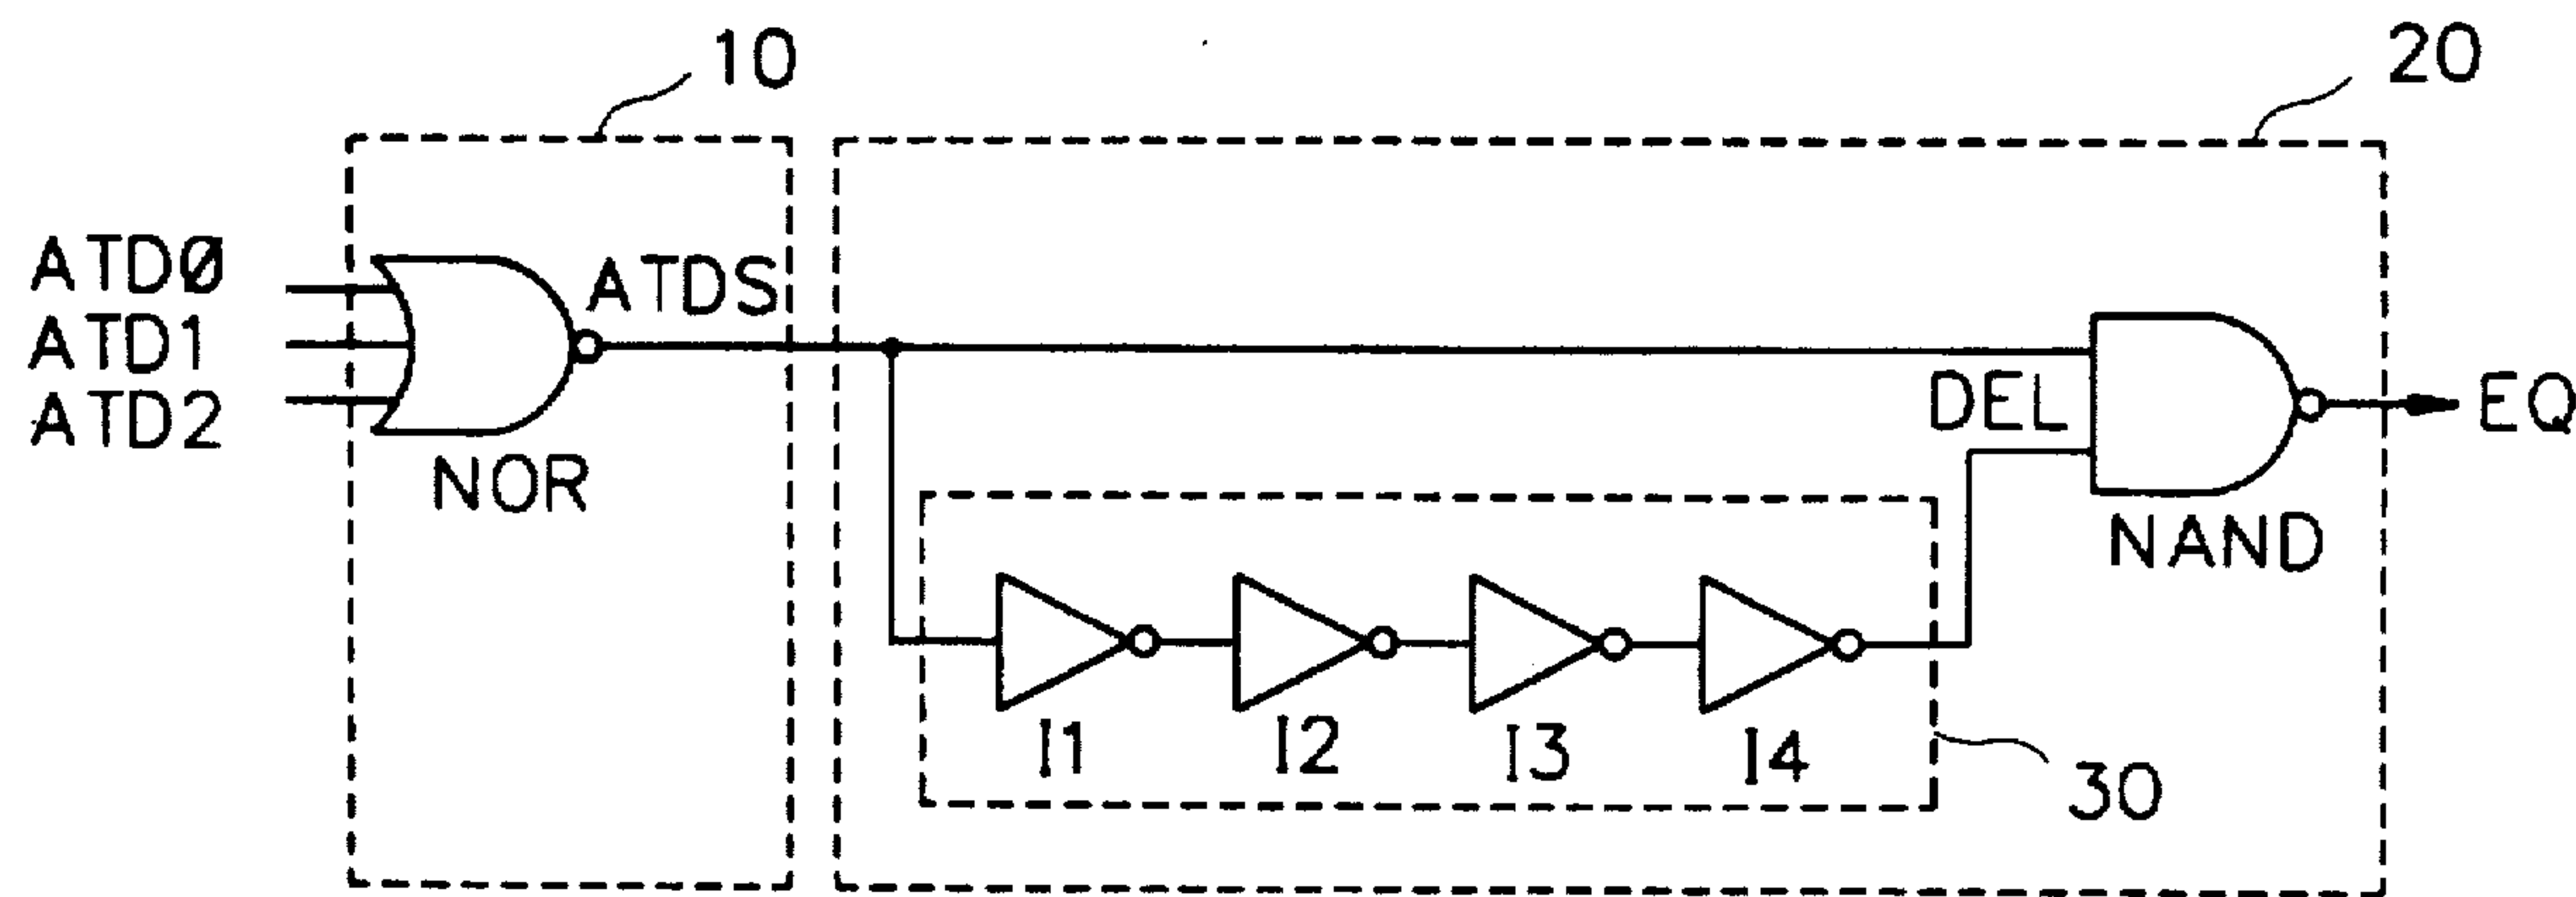 10
20
ATDØ
ATD1
ATD2
ATDS
NOR
DEL
EQ
NAND
I1
I2
I3
I4
30